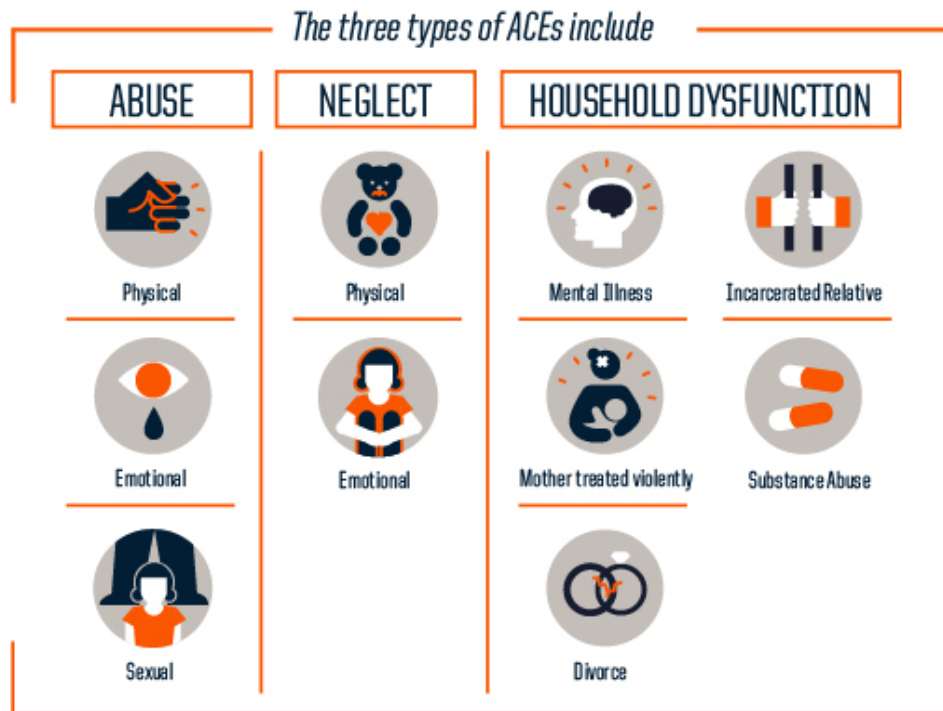 The three types of ACEs include
ABUSE
NEGLECT
HOUSEHOLD DYSFUNCTION
Physical
Physical
Mental Illness
Incarcerated Relative
Emotional
Emotional
Mother treated violently
Substance Abuse
Sexual
Divorce